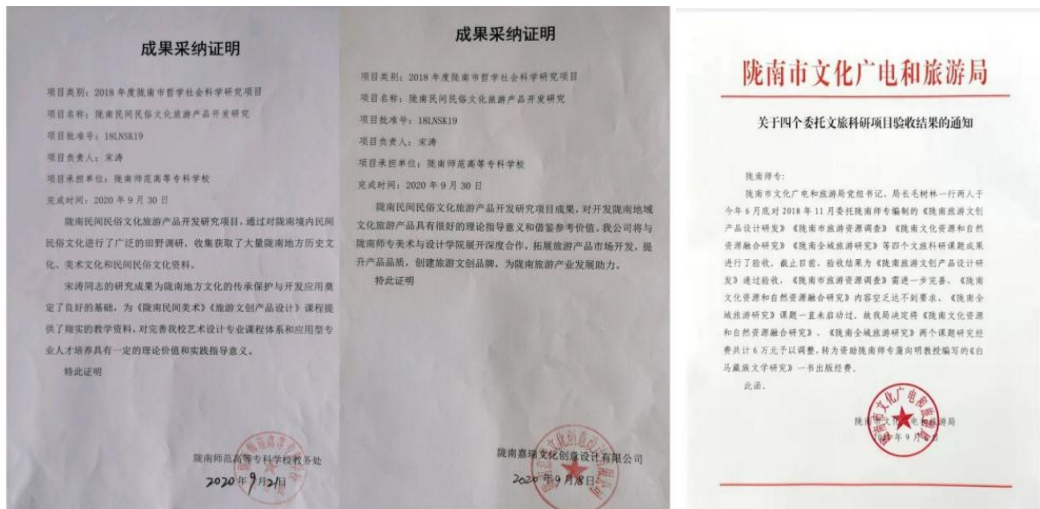 成果采纳证明
项目类别：2018 年度陇南市哲学社会科学研究项目
项目名称：陇南民间民俗文化旅游产品开发研究
项目批准号：18LNSK19
项目负责人：宋涛
项目承担单位：陇南师范高等专科学校
完成时间：2020 年 9 月 30 日
陇南民间民俗文化旅游产品开发研究项目，通过对陇南境内民间
民俗文化进行了广泛的田野调研，收集获取了大量陇南地方历史文
化、美术文化和民间民俗文化资料。
宋涛同志的研究成果为陇南地方文化的传承保护与开发应用奠
定了良好的基础，为《陇南民间美术》《旅游文创产品设计》课程提
供了翔实的教学资料，对完善我校艺术设计专业课程体系和应用型专
业人才培养具有一定的理论价值和实践指导意义。
特此证明
陇南师范高等专科学校教务处
2020 年 9 月 21 日
成果采纳证明
项目类别：2018 年度陇南市哲学社会科学研究项目
项目名称：陇南民间民俗文化旅游产品开发研究
项目批准号：18LNSK19
项目负责人：宋涛
项目承担单位：陇南师范高等专科学校
完成时间：2020 年 9 月 30 日
陇南民间民俗文化旅游产品开发研究项目成果，对开发陇南地域
文化旅游产品具有很好的理论指导意义和借鉴参考价值，我公司将与
陇南师专美术与设计学院展开深度合作，拓展旅游产品市场开发，提
升产品品质，创建旅游文创品牌，为陇南旅游产业发展助力。
特此证明
陇南嘉瑞文化创意设计有限公司
2020 年 9 月 18 日
陇南市文化广电和旅游局
关于四个委托文旅科研项目验收结果的通知
陇南师专：
陇南市文化广电和旅游局党组书记、局长毛树林一行两人于
今年 6 月底对 2018 年 11 月委托陇南师专编制的《陇南旅游文创
产品设计研发》《陇南市旅游资源调查》《陇南文化资源和自然
资源融合研究》《陇南全域旅游研究》等四个文旅科研课题成果
进行了验收。截止目前，验收结果为《陇南旅游文创产品设计研
发》通过验收，《陇南市旅游资源调查》需进一步完善，《陇南
文化资源和自然资源融合研究》内容空乏达不到要求，《陇南全
域旅游研究》课题一直未启动过。故我局决定将《陇南文化资源
和自然资源融合研究》、《陇南全域旅游研究》两个课题研究经
费共计 6 万元予以调整，转为资助陇南师专蒲向明教授编写的《白
马藏族文学研究》一书出版经费。
此函。
陇南市文化广电和旅游局